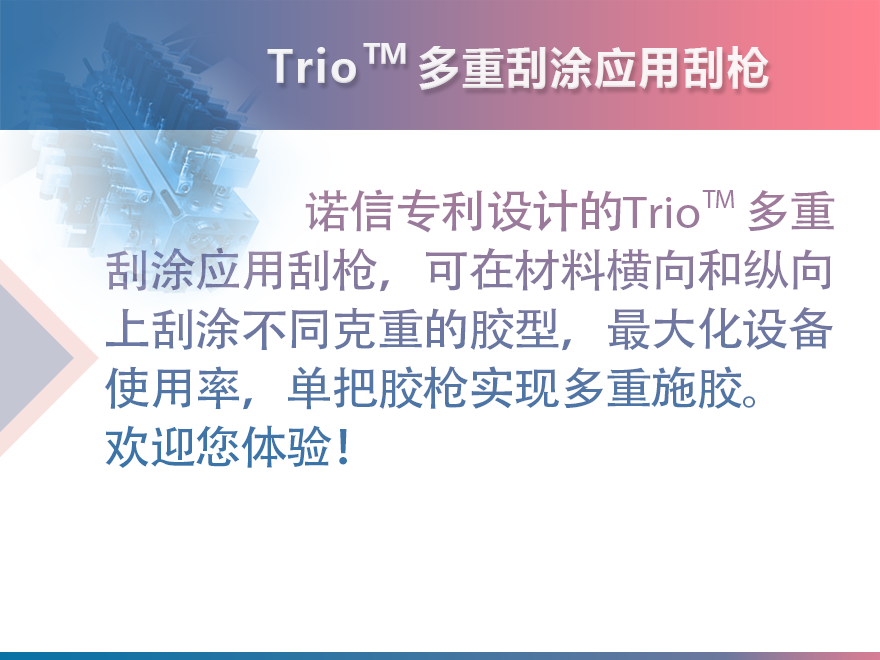 Trio™ 多重刮涂应用刮枪
诺信专利设计的Trio™ 多重
刮涂应用刮枪，可在材料横向和纵向
上刮涂不同克重的胶型，最大化设备
使用率，单把胶枪实现多重施胶。
欢迎您体验！